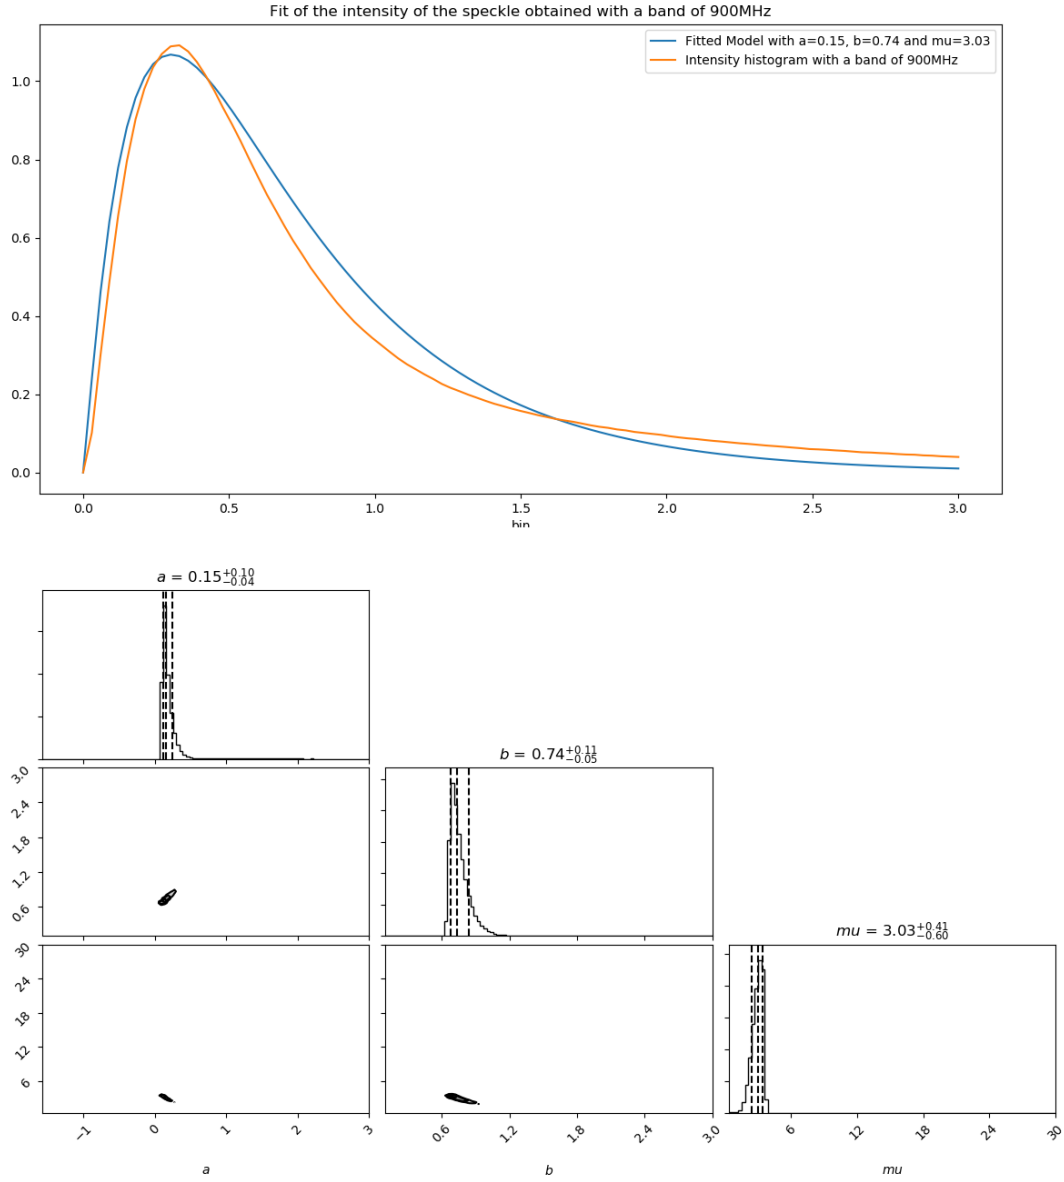 Fit of the intensity of the speckle obtained with a band of 900MHz
Fitted Model with a=0.15, b=0.74 and mu=3.03
Intensity histogram with a band of 900MHz
1.0
0.8
0.6
0.4
0.2
0.0
0.0 0.5 1.0 1.5 2.0 2.5 3.0
bin
a = 0.15+0.10−0.04
b = 0.74+0.11−0.05
3.0
2.4
1.8
1.2
0.6
mu = 3.03+0.41−0.60
30
24
18
12
6
−1 0 1 2 3
0.6 1.2 1.8 2.4 3.0
6 12 18 24 30
a b mu